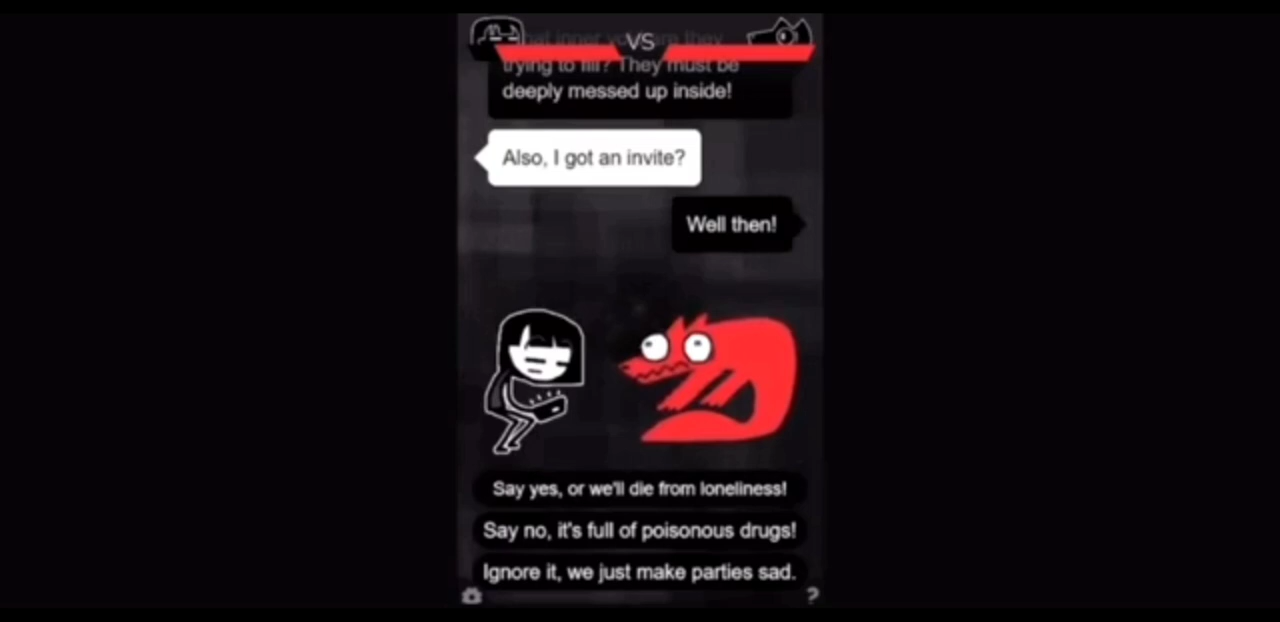 VS
trying to fill? They must be
deeply messed up inside!
Also, I got an invite?
Well then!
Say yes, or we'll die from loneliness!
Say no, it's full of poisonous drugs!
Ignore it, we just make parties sad.
?